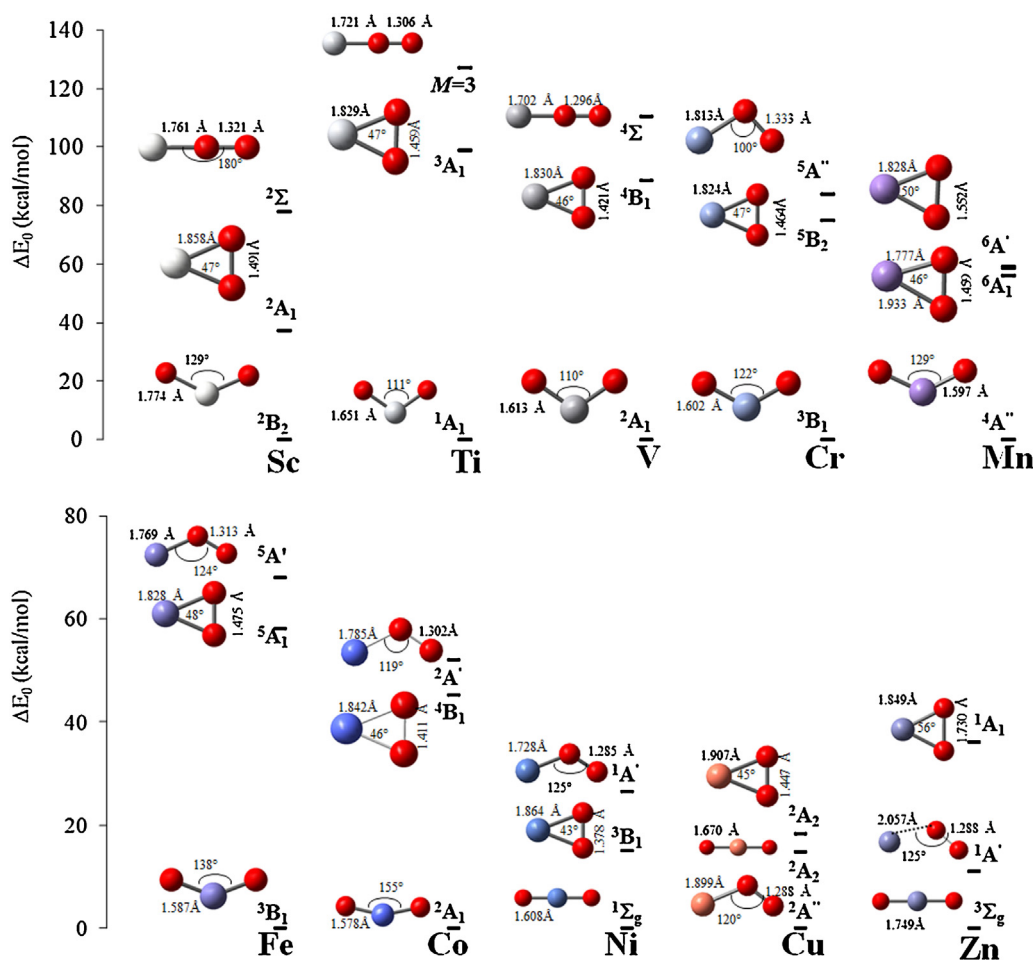 140
120
100
80
60
40
20
0
ΔE₀ (kcal/mol)
1.761 Å 1.321 Å
180°
²Σ
1.858Å
47°
1.491Å
²A₁
129°
1.774 Å
²B₂
Sc
1.721 Å 1.306 Å
M=3
1.829Å
47°
1.459Å
³A₁
111°
1.651 Å
¹A₁
Ti
1.702 Å 1.296Å
⁴Σ
1.830Å
46°
1.421Å
⁴B₁
110°
1.613Å
²A₁
V
1.813Å
1.333 Å
100°
⁵A"
1.824Å
47°
1.464Å
⁵B₂
122°
1.602 Å
³B₁
Cr
1.828Å
50°
1.552Å
⁶A'
1.777Å
46°
1.459 Å
1.933 Å
⁶A₁
129°
1.597 Å
⁴A"
Mn
80
60
40
20
0
ΔE₀ (kcal/mol)
1.769 Å 1.313 Å
124°
⁵A'
1.828 Å
48°
1.475 Å
⁵A₁
138°
1.587Å
³B₁
Fe
1.785Å
1.302Å
119°
²A'
1.842Å
46°
1.411 Å
⁴B₁
155°
1.578Å
²A₁
Co
1.728Å
1.285 Å
125°
¹A'
1.864 Å
43°
1.378 Å
³B₁
1.608Å
¹Σg
Ni
1.907Å
45°
1.447 Å
²A₂
1.670 Å
²A₂
1.899Å
1.288 Å
120°
²A"
Cu
1.849Å
56°
1.730 Å
¹A₁
2.057Å
1.288 Å
125°
¹A'
1.749Å
³Σg
Zn